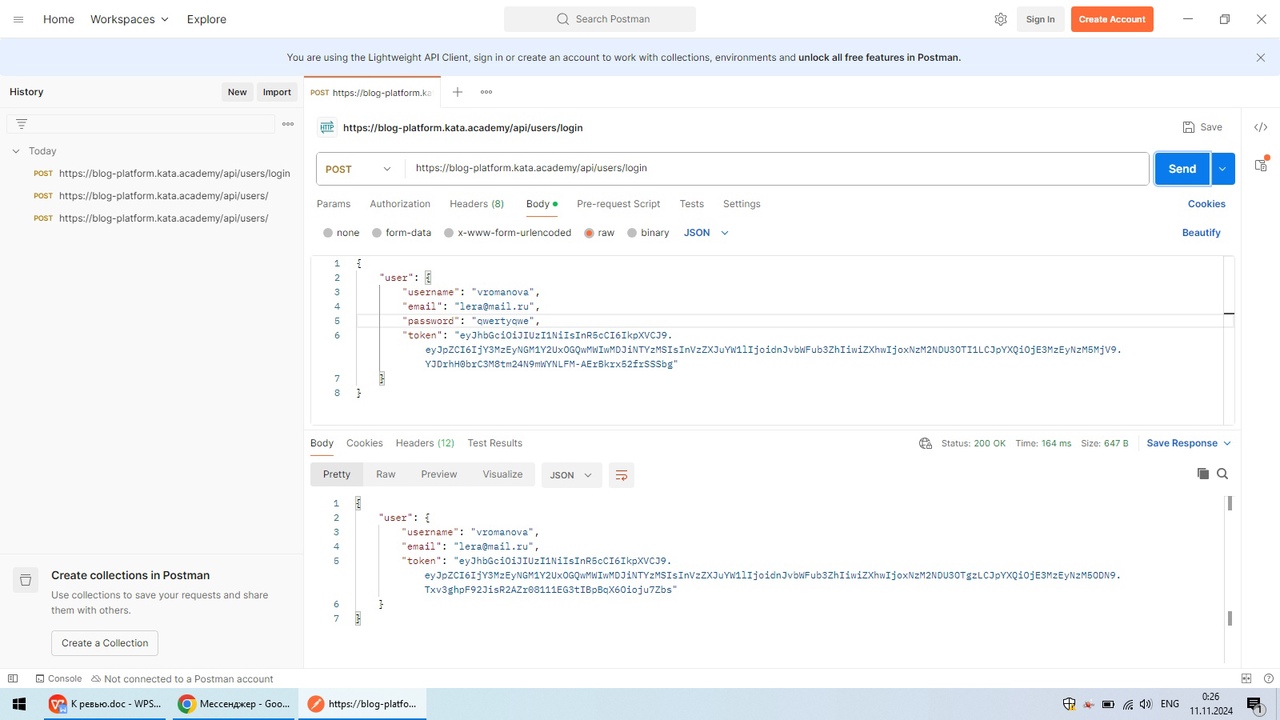 Home Workspaces Explore Search Postman Sign In Create Account
You are using the Lightweight API Client, sign in or create an account to work with collections, environments and unlock all free features in Postman.
History New Import
POST https://blog-platform.ka
https://blog-platform.kata.academy/api/users/login Save
Today
POST https://blog-platform.kata.academy/api/users/login
POST https://blog-platform.kata.academy/api/users/
POST https://blog-platform.kata.academy/api/users/
POST https://blog-platform.kata.academy/api/users/login Send
Params Authorization Headers (8) Body Pre-request Script Tests Settings Cookies
none form-data x-www-form-urlencoded raw binary JSON Beautify
1 {
2 "user": {
3 "username": "vromanova",
4 "email": "lera@mail.ru",
5 "password": "qwertyqwe",
6 "token": "eyJhbGciOiJIUzI1NiIsInR5cCI6IkpXVCJ9.
eyJpZCI6IjY3MzEyNGM1Y2UxOGQwMWIwMDJiNTYzMSIsInVzZXJuYW1lIjoidnJvbWFub3ZhIiwiZXhwIjoxNzM2NDU3OTI1LCJpYXQiOjE3MzEyNzM5MjV9.
YJDrhH0brC3M8tm24N9mWYNLFM-AErBkrx52frSSSbg"
7 }
8 }
Body Cookies Headers (12) Test Results Status: 200 OK Time: 164 ms Size: 647 B Save Response
Pretty Raw Preview Visualize JSON
1 {
2 "user": {
3 "username": "vromanova",
4 "email": "lera@mail.ru",
5 "token": "eyJhbGciOiJIUzI1NiIsInR5cCI6IkpXVCJ9.
eyJpZCI6IjY3MzEyNGM1Y2UxOGQwMWIwMDJiNTYzMSIsInVzZXJuYW1lIjoidnJvbWFub3ZhIiwiZXhwIjoxNzM2NDU3OTgzLCJpYXQiOjE3MzEyNzM5ODN9.
Txv3ghpF92JisR2AZr08111EG3tIBpBqX6Oioju7Zbs"
6 }
7 }
Create collections in Postman
Use collections to save your requests and share
them with others.
Create a Collection
Console Not connected to a Postman account
К ревью.doc - WPS... Мессенджер - Goo... https://blog-platfo... ENG
0:26
11.11.2024
1